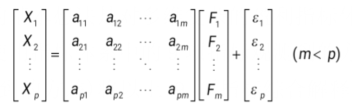 X₁ a₁₁ a₁₂ ⋯ a₁ₘ F₁ ε₁
X₂ = a₂₁ a₂₂ ⋯ a₂ₘ F₂ + ε₂ (m< p)
⋮ ⋮ ⋮ ⋱ ⋮ ⋮ ⋮
Xₚ aₚ₁ aₚ₂ ⋯ aₚₘ Fₘ εₚ